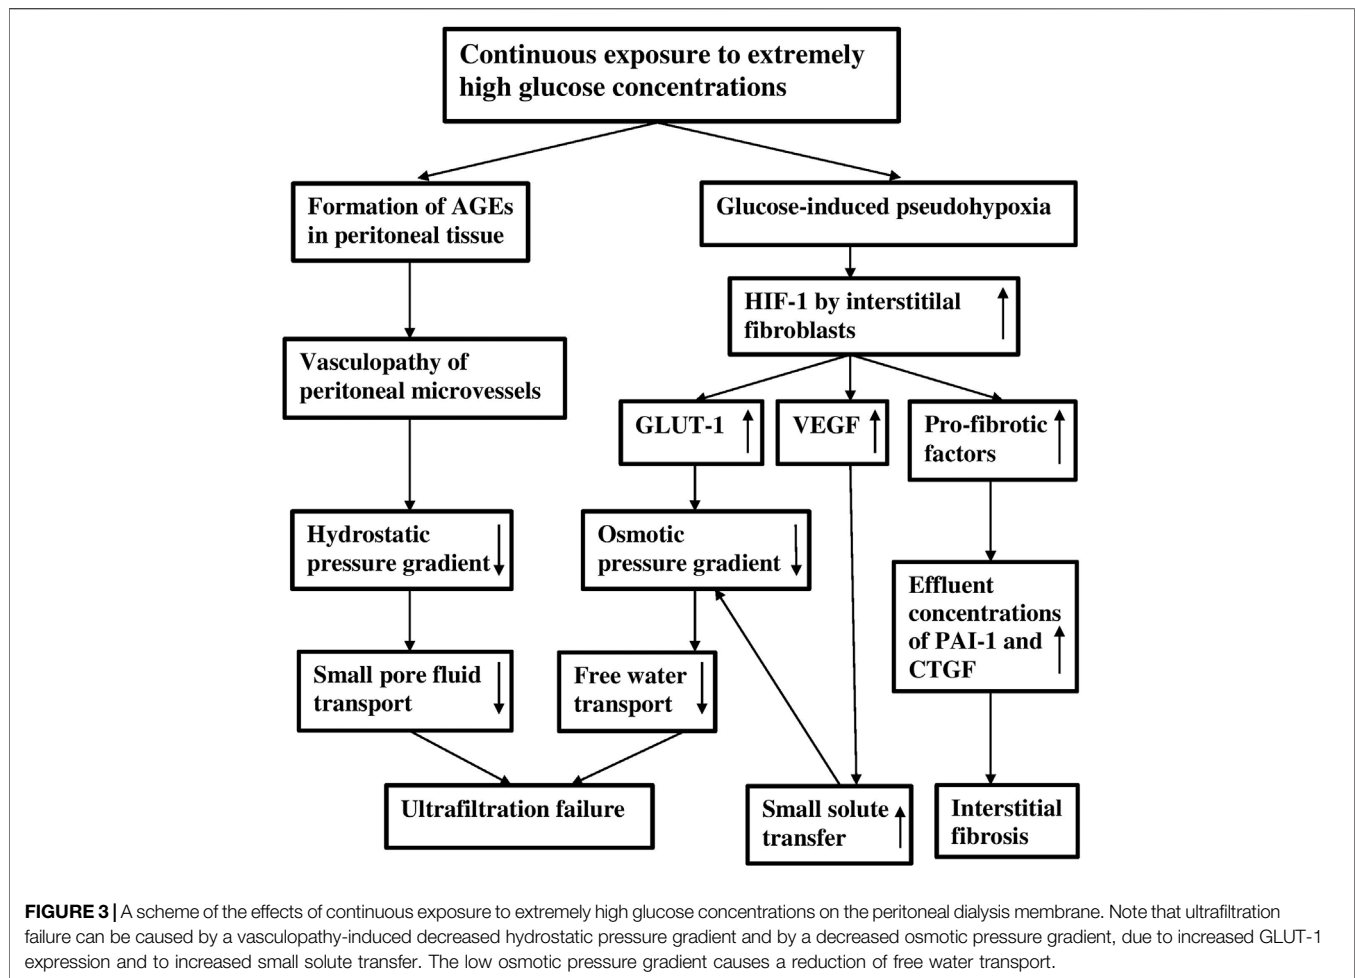 Continuous exposure to extremely
high glucose concentrations
Formation of AGEs
in peritoneal tissue
Glucose-induced pseudohypoxia
HIF-1 by interstitilal
fibroblasts
Vasculopathy of
peritoneal microvessels
GLUT-1
VEGF
Pro-fibrotic
factors
Hydrostatic
pressure gradient
Osmotic
pressure gradient
Effluent
concentrations
of PAI-1 and
CTGF
Small pore fluid
transport
Free water
transport
Ultrafiltration failure
Small solute
transfer
Interstitial
fibrosis
FIGURE 3 | A scheme of the effects of continuous exposure to extremely high glucose concentrations on the peritoneal dialysis membrane. Note that ultrafiltration
failure can be caused by a vasculopathy-induced decreased hydrostatic pressure gradient and by a decreased osmotic pressure gradient, due to increased GLUT-1
expression and to increased small solute transfer. The low osmotic pressure gradient causes a reduction of free water transport.